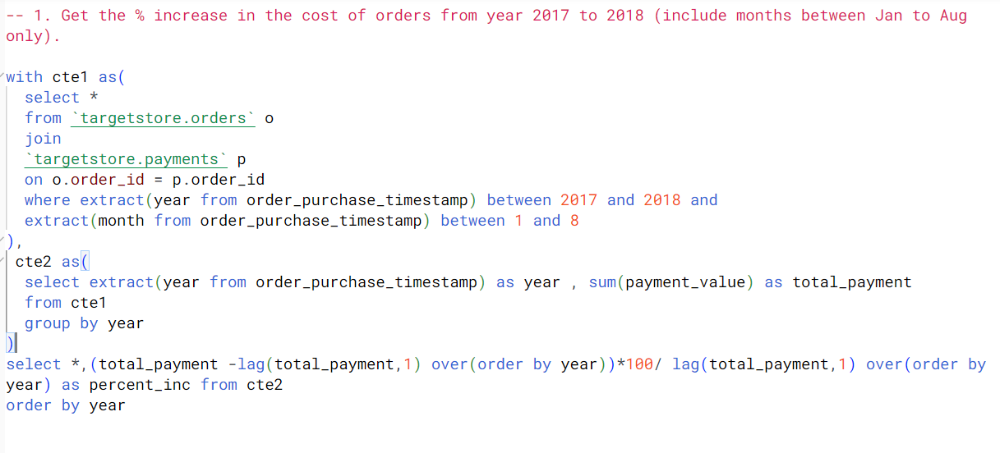 -- 1. Get the % increase in the cost of orders from year 2017 to 2018 (include months between Jan to Aug
only).
with cte1 as(
select *
from `targetstore.orders` o
join
`targetstore.payments` p
on o.order_id = p.order_id
where extract(year from order_purchase_timestamp) between 2017 and 2018 and
extract(month from order_purchase_timestamp) between 1 and 8
),
cte2 as(
select extract(year from order_purchase_timestamp) as year , sum(payment_value) as total_payment
from cte1
group by year
)
select *,(total_payment -lag(total_payment,1) over(order by year))*100/ lag(total_payment,1) over(order by
year) as percent_inc from cte2
order by year